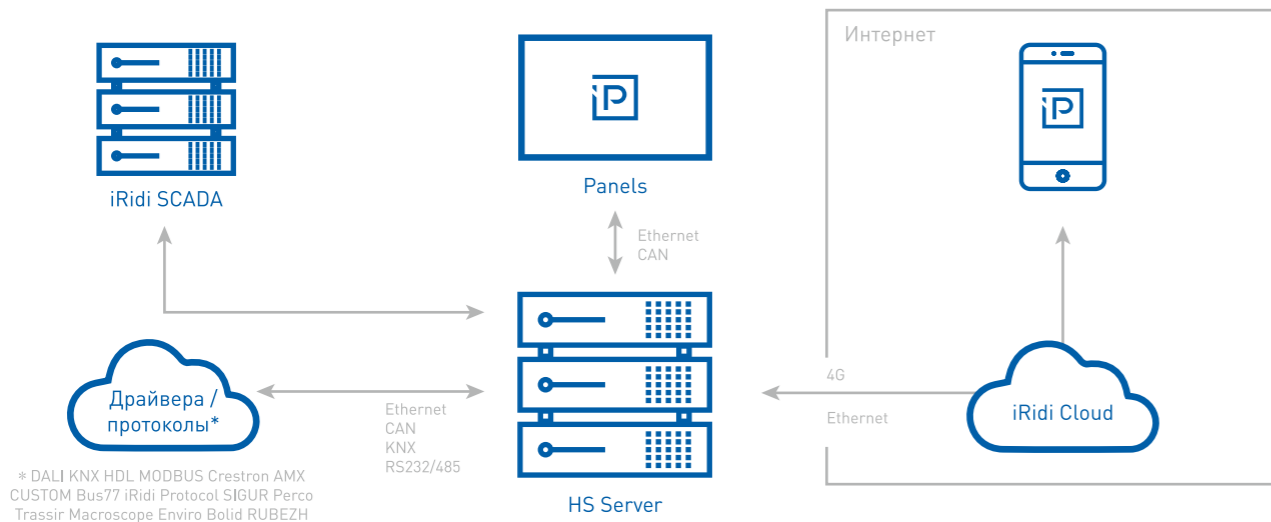 Интернет
iRidi SCADA
Panels
Ethernet
CAN
Драйвера /
протоколы*
Ethernet
CAN
KNX
RS232/485
4G
Ethernet
iRidi Cloud
HS Server
* DALI KNX HDL MODBUS Crestron AMX
CUSTOM Bus77 iRidi Protocol SIGUR Perco
Trassir Macroscope Enviro Bolid RUBEZH